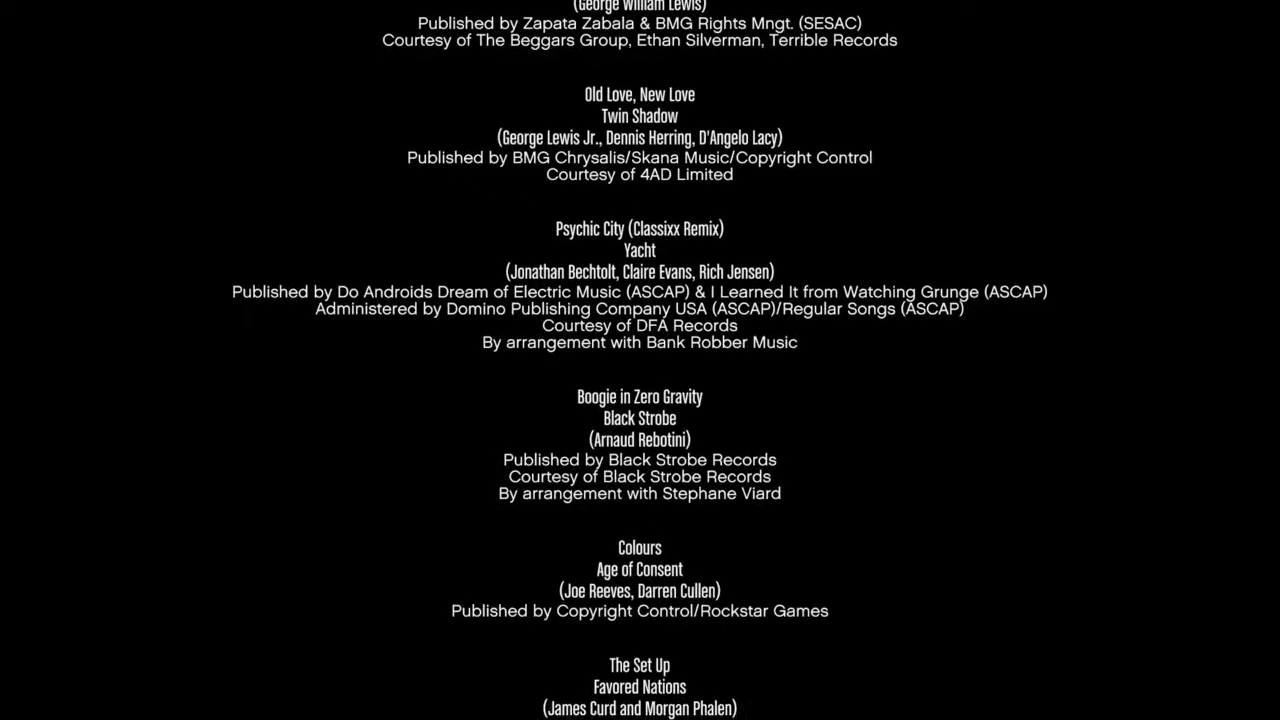 (George William Lewis)
Published by Zapata Zabala & BMG Rights Mngt. (SESAC)
Courtesy of The Beggars Group, Ethan Silverman, Terrible Records
Old Love, New Love
Twin Shadow
(George Lewis Jr., Dennis Herring, D'Angelo Lacy)
Published by BMG Chrysalis/Skana Music/Copyright Control
Courtesy of 4AD Limited
Psychic City (Classixx Remix)
Yacht
(Jonathan Bechtolt, Claire Evans, Rich Jensen)
Published by Do Androids Dream of Electric Music (ASCAP) & I Learned It from Watching Grunge (ASCAP)
Administered by Domino Publishing Company USA (ASCAP)/Regular Songs (ASCAP)
Courtesy of DFA Records
By arrangement with Bank Robber Music
Boogie in Zero Gravity
Black Strobe
(Arnaud Rebotini)
Published by Black Strobe Records
Courtesy of Black Strobe Records
By arrangement with Stephane Viard
Colours
Age of Consent
(Joe Reeves, Darren Cullen)
Published by Copyright Control/Rockstar Games
The Set Up
Favored Nations
(James Curd and Morgan Phalen)